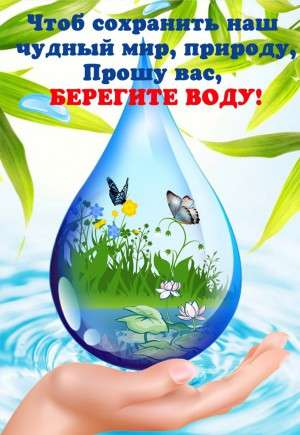 Чтоб сохранить наш
чудный мир, природу,
Прошу вас,
БЕРЕГИТЕ ВОДУ!